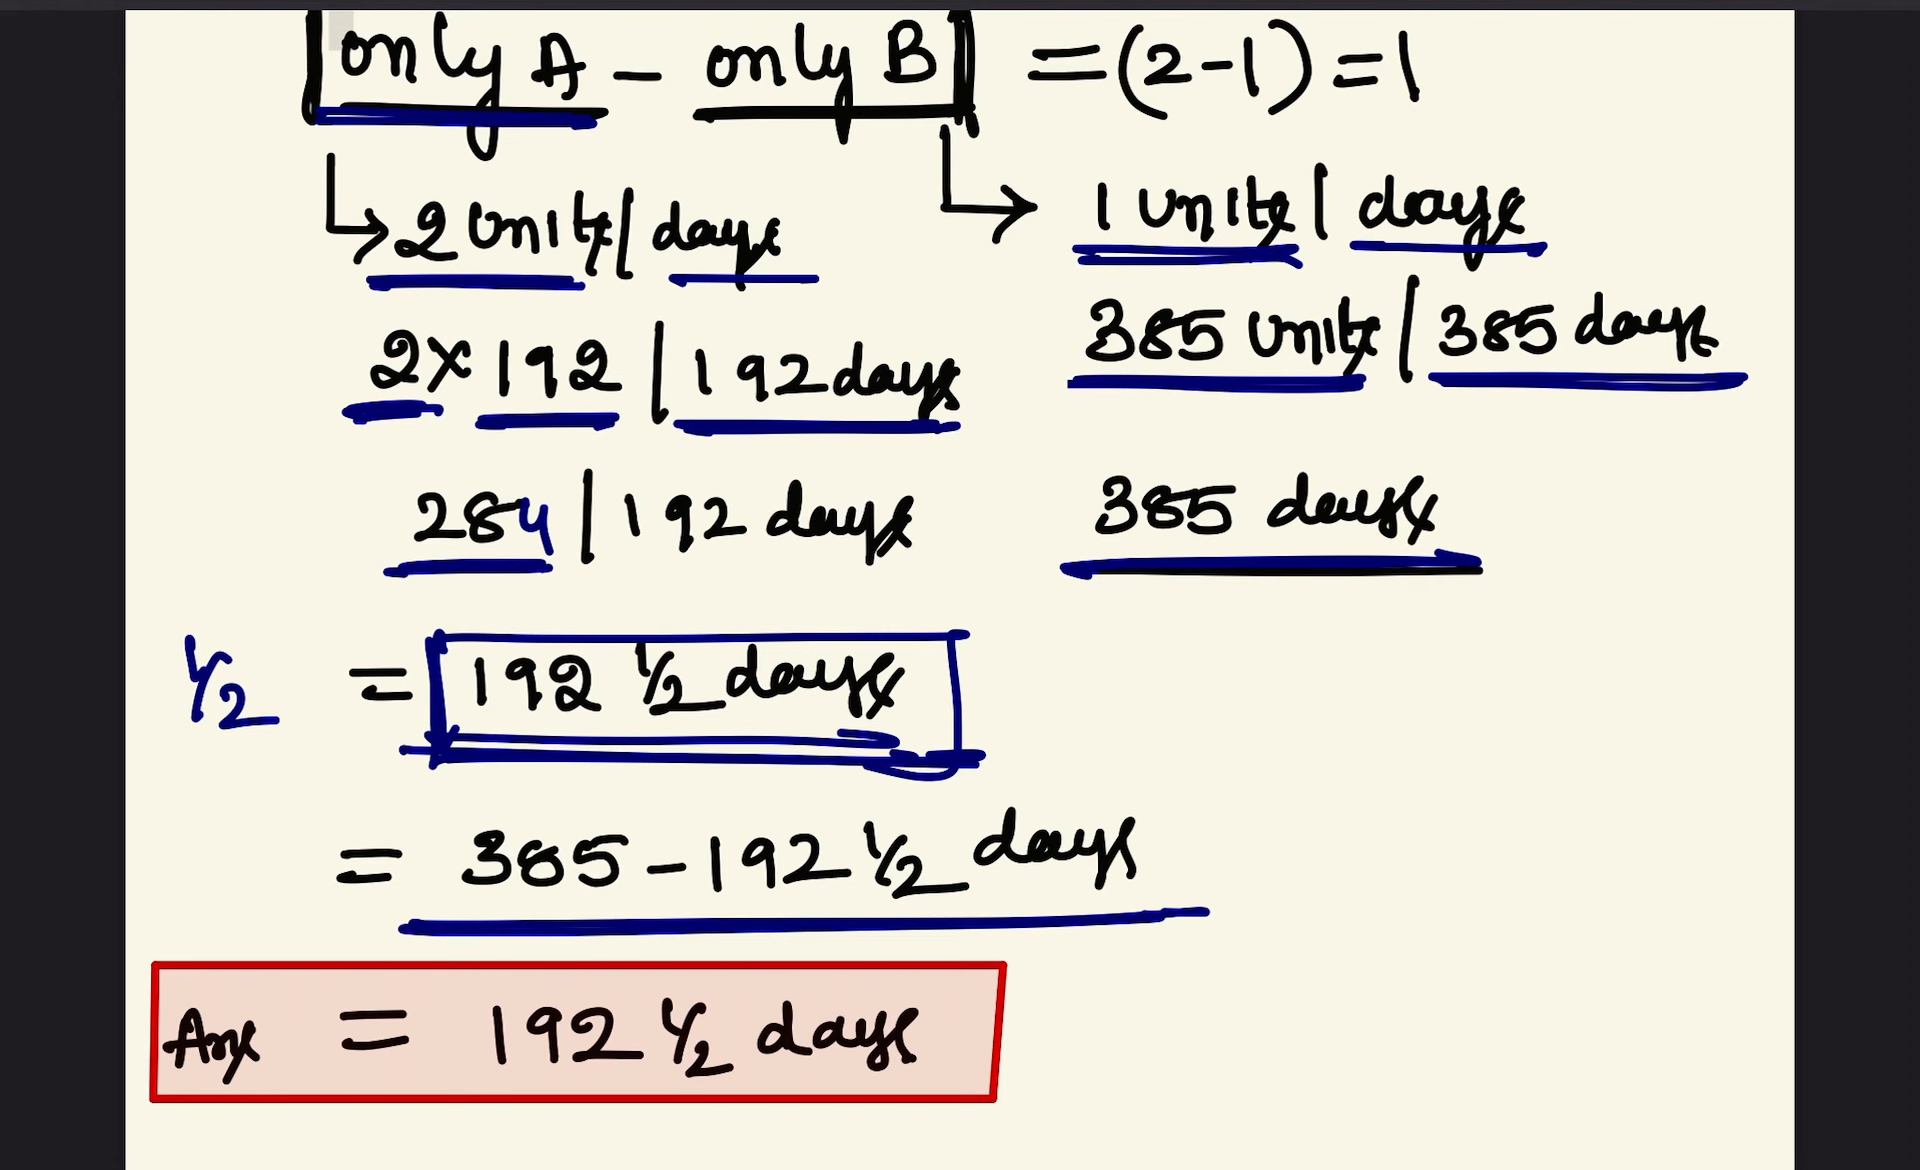 only A - only B = (2-1) = 1
2 Units/days
1 Units/days
2x192 | 192 days
385 Units | 385 days
284 | 192 days
385 days
1/2 = 192 1/2 days
= 385 - 192 1/2 days
Ans = 192 1/2 days